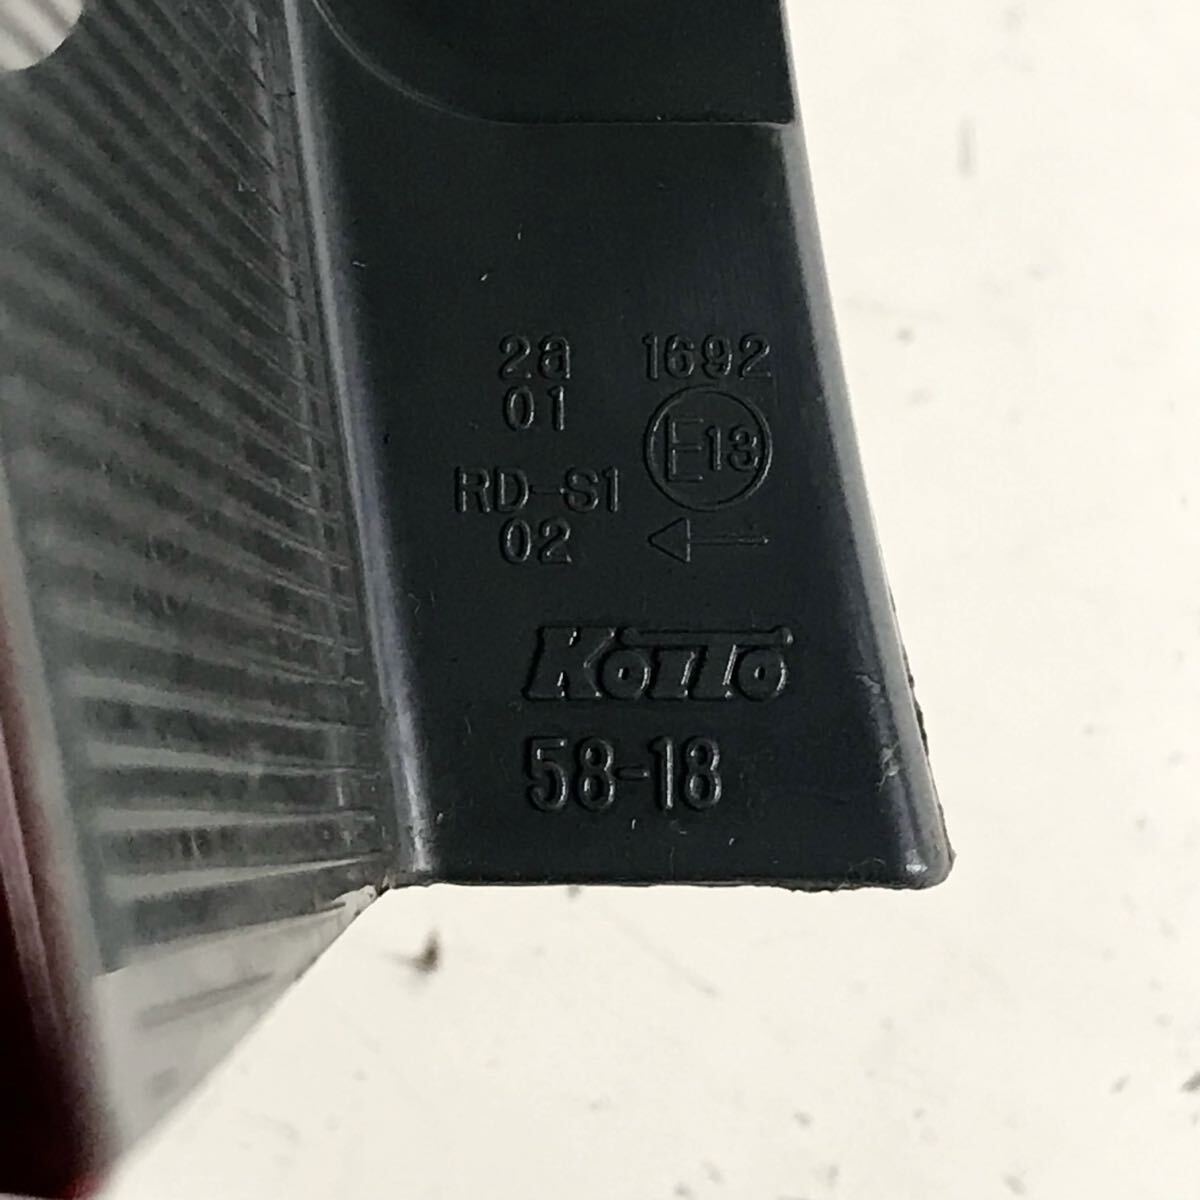 2a 1692
01
E13
RD-S1
02
KOITO
58-18